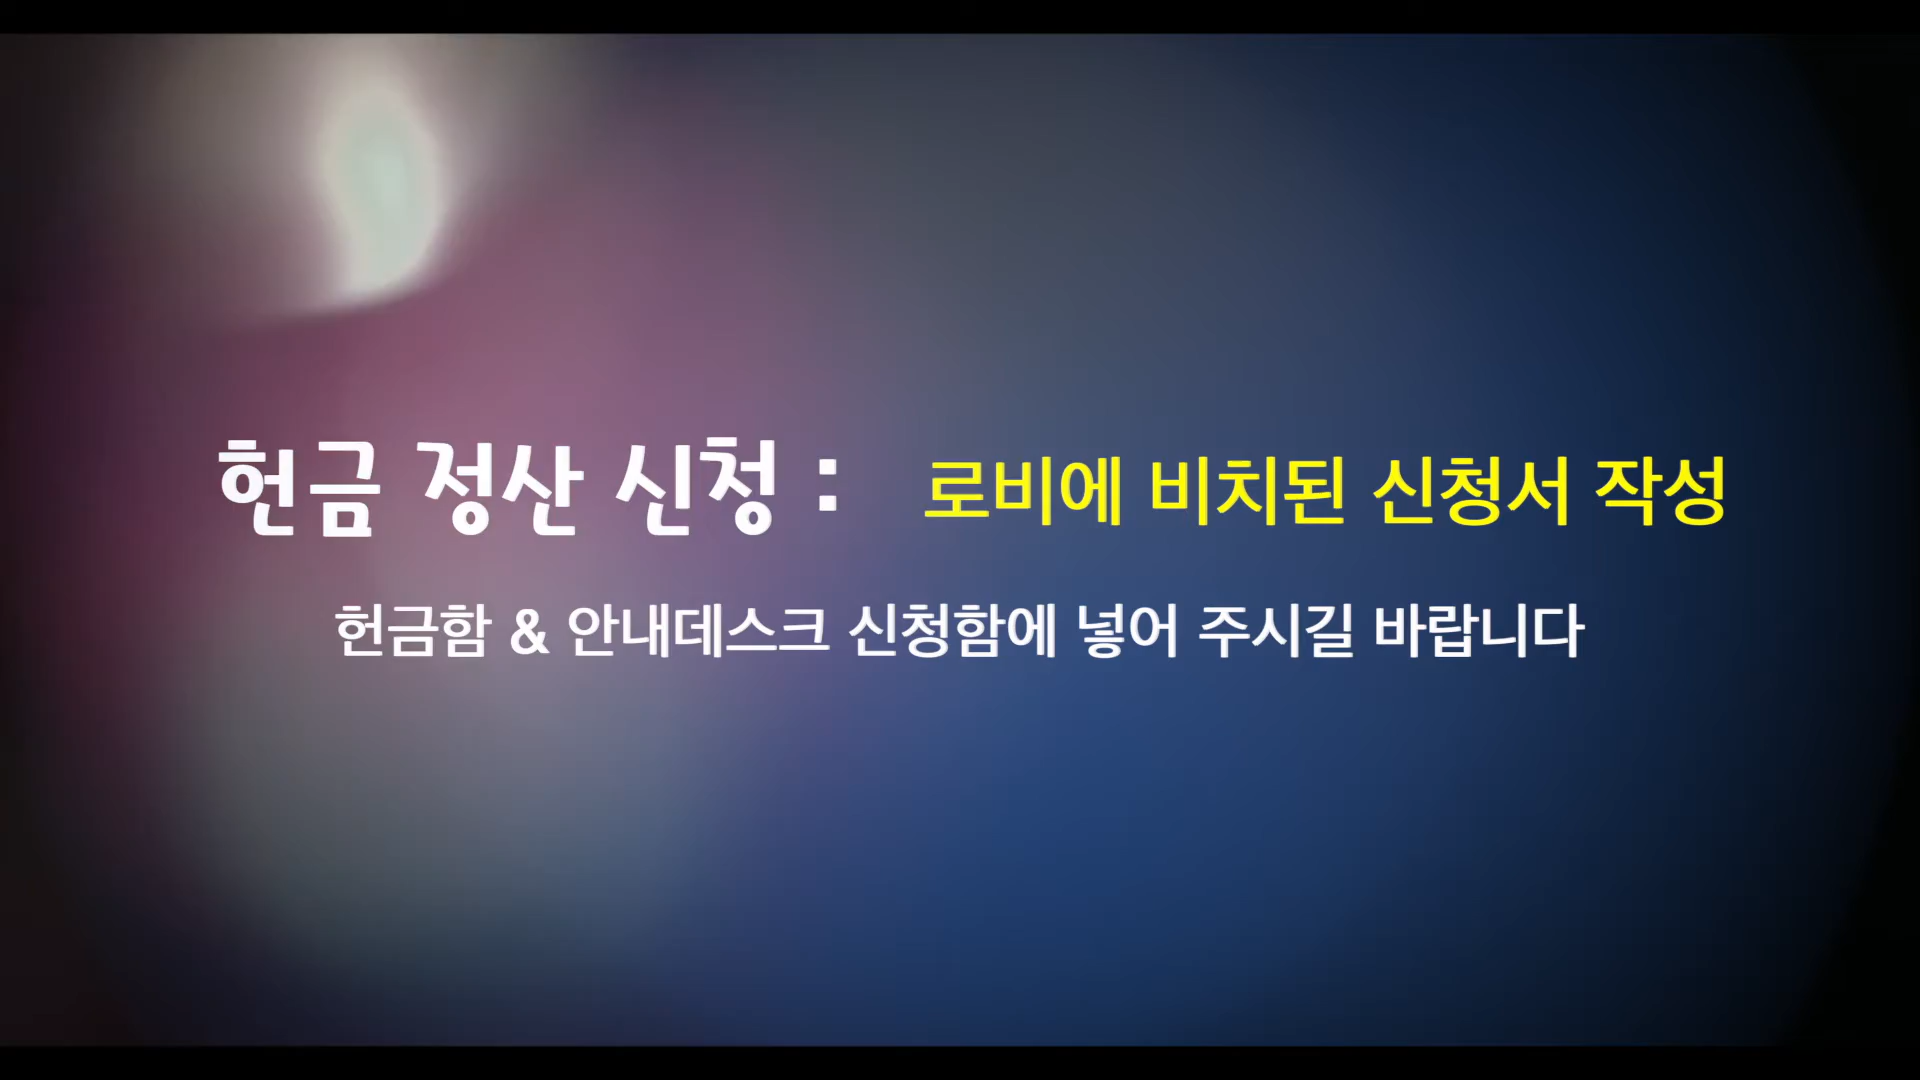 헌금 정산 신청 : 로비에 비치된 신청서 작성
헌금함 & 안내데스크 신청함에 넣어 주시길 바랍니다